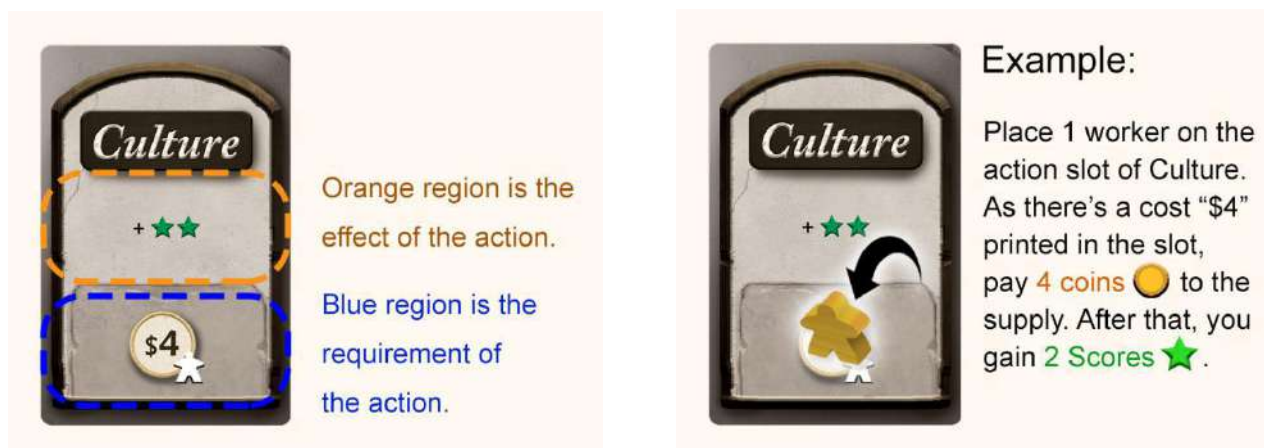 Culture
+
$4
Orange region is the
effect of the action.
Blue region is the
requirement of
the action.
Culture
+
Example:
Place 1 worker on the
action slot of Culture.
As there's a cost “$4”
printed in the slot,
pay 4 coins to the
supply. After that, you
gain 2 Scores .